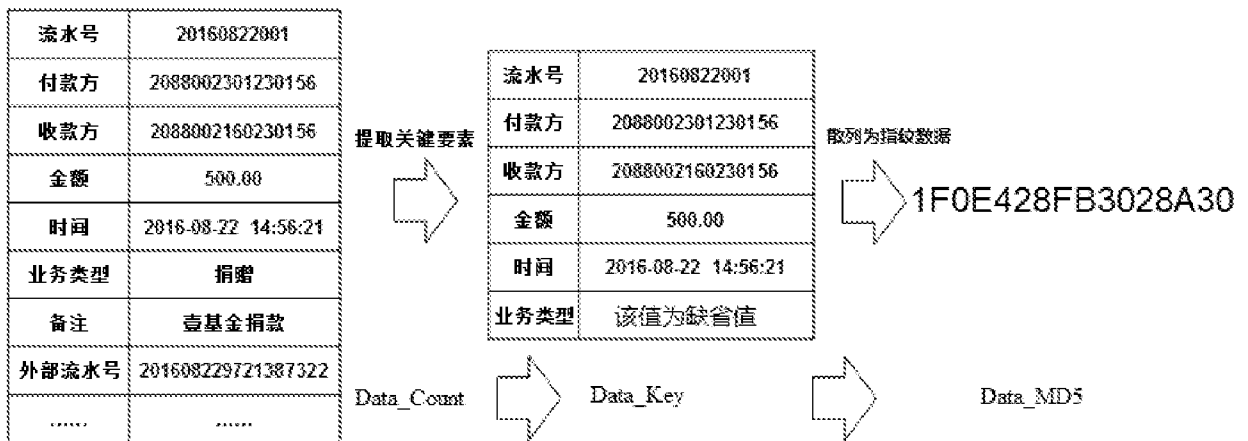 流水号 20160822001
付款方 2088002301230156
收款方 2088002160230156
金额 500.00
时间 2016-08-22 14:56:21
业务类型 捐赠
备注 壹基金捐款
外部流水号 201608229721387322
…… ……
提取关键要素
流水号 20160822001
付款方 2088002301230156
收款方 2088002160230156
金额 500.00
时间 2016-08-22 14:56:21
业务类型 该值为缺省值
散列为指纹数据
1F0E428FB3028A30
Data_Count
Data_Key
Data_MD5